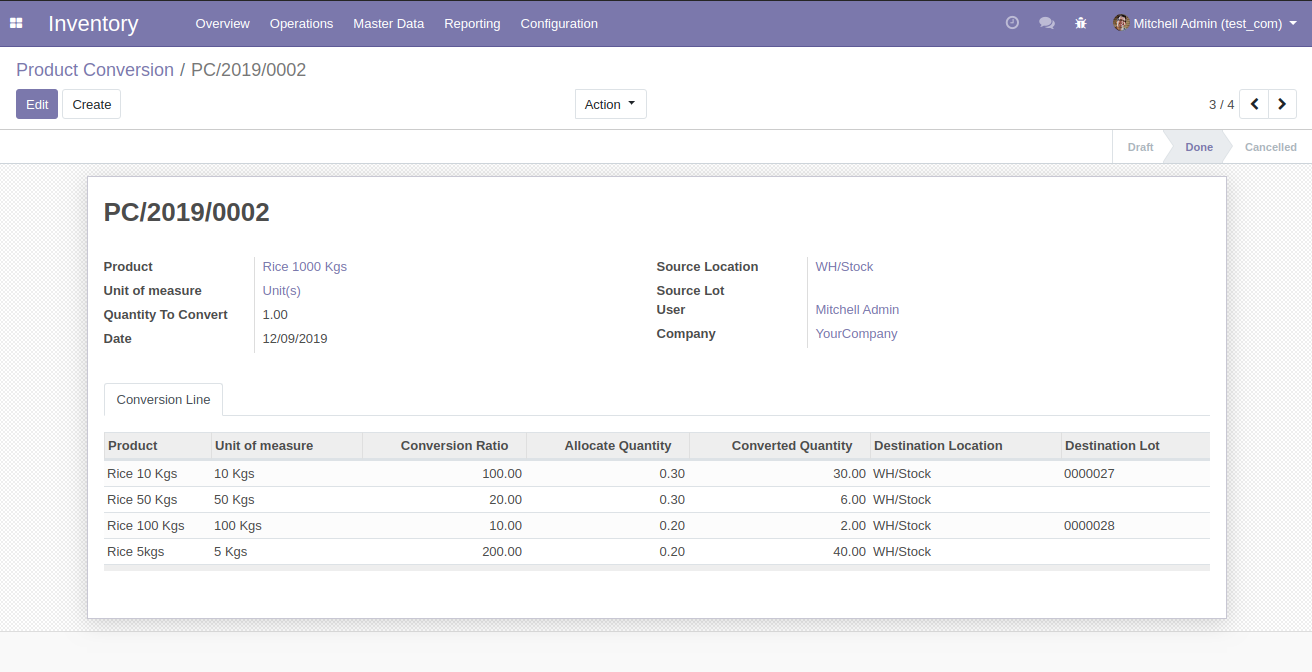 Inventory Overview Operations Master Data Reporting Configuration Mitchell Admin (test_com)
Product Conversion / PC/2019/0002
Edit Create Action 3 / 4
Draft Done Cancelled
PC/2019/0002
Product Rice 1000 Kgs Source Location WH/Stock
Unit of measure Unit(s) Source Lot
Quantity To Convert 1.00 User Mitchell Admin
Date 12/09/2019 Company YourCompany
Conversion Line
Product Unit of measure Conversion Ratio Allocate Quantity Converted Quantity Destination Location Destination Lot
Rice 10 Kgs 10 Kgs 100.00 0.30 30.00 WH/Stock 0000027
Rice 50 Kgs 50 Kgs 20.00 0.30 6.00 WH/Stock
Rice 100 Kgs 100 Kgs 10.00 0.20 2.00 WH/Stock 0000028
Rice 5kgs 5 Kgs 200.00 0.20 40.00 WH/Stock